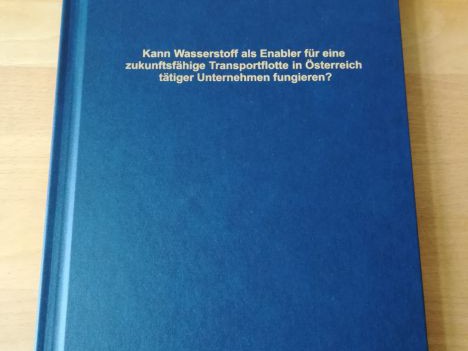 Kann Wasserstoff als Enabler für eine
zukunftsfähige Transportflotte in Österreich
tätiger Unternehmen fungieren?